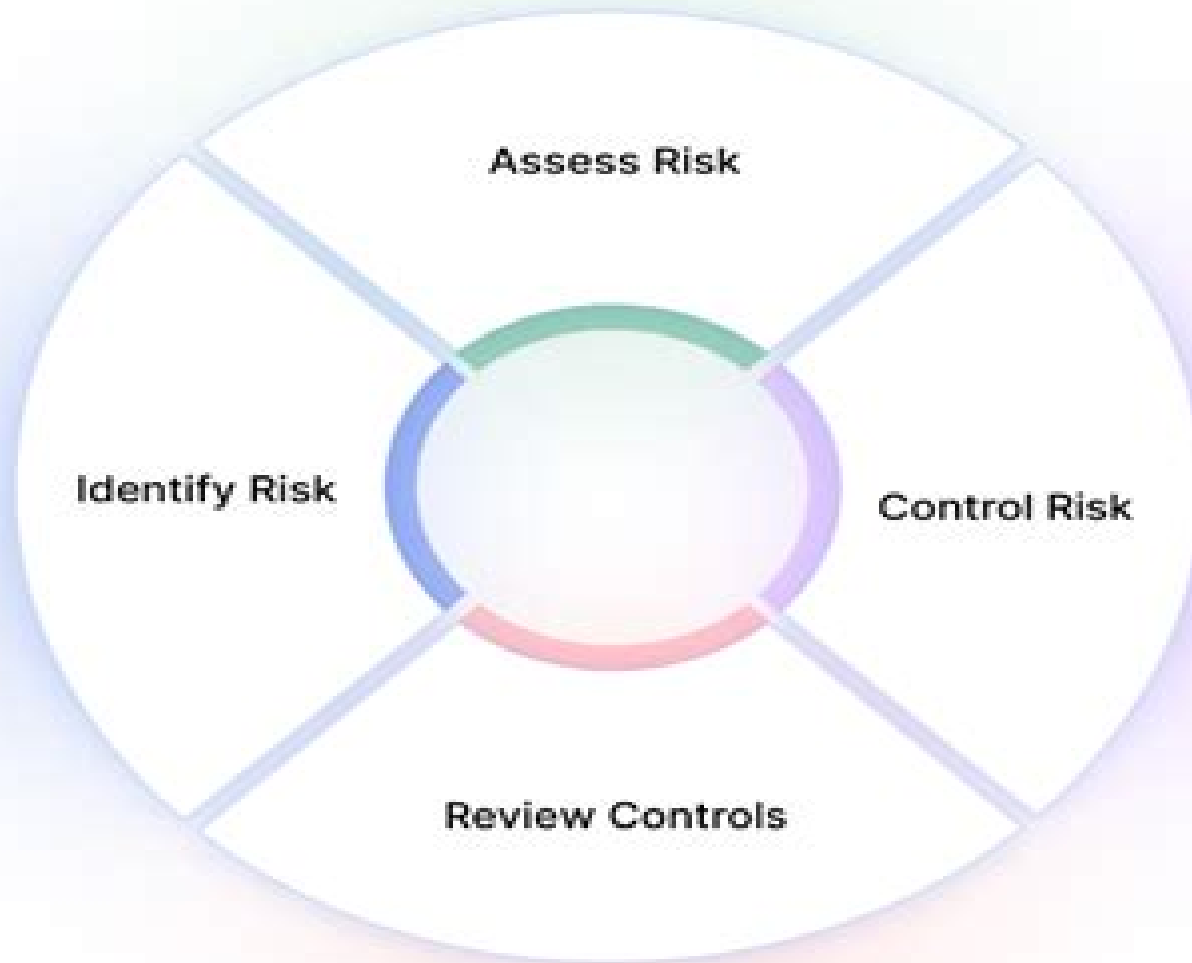 Assess Risk
Identify Risk
Control Risk
Review Controls